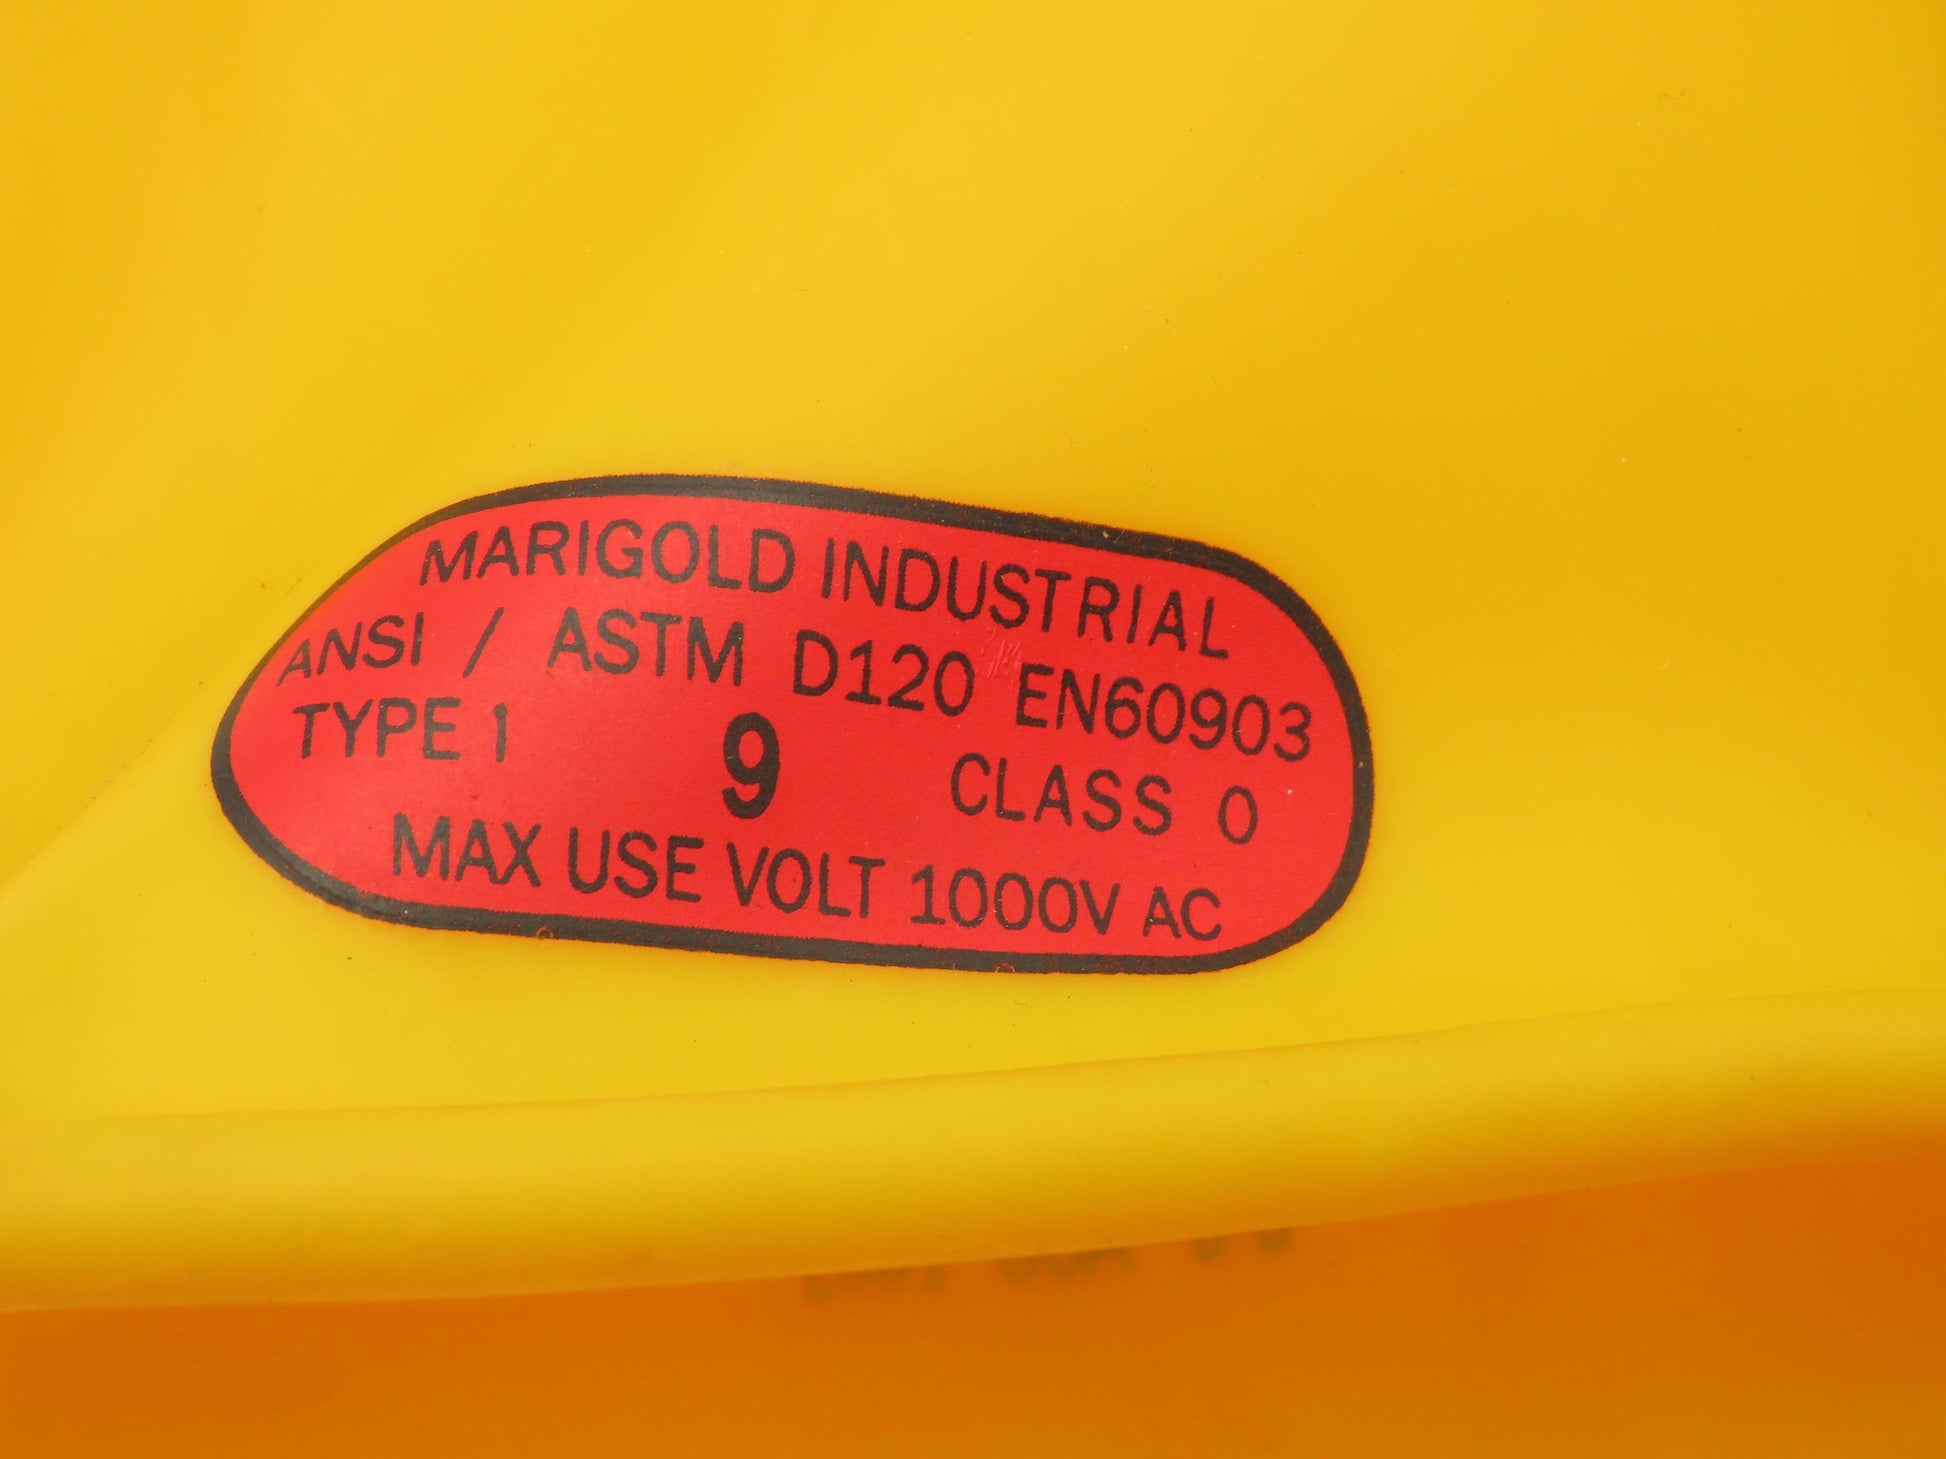 MARIGOLD INDUSTRIAL
ANSI / ASTM D120 EN60903
TYPE 1 9 CLASS 0
MAX USE VOLT 1000V AC